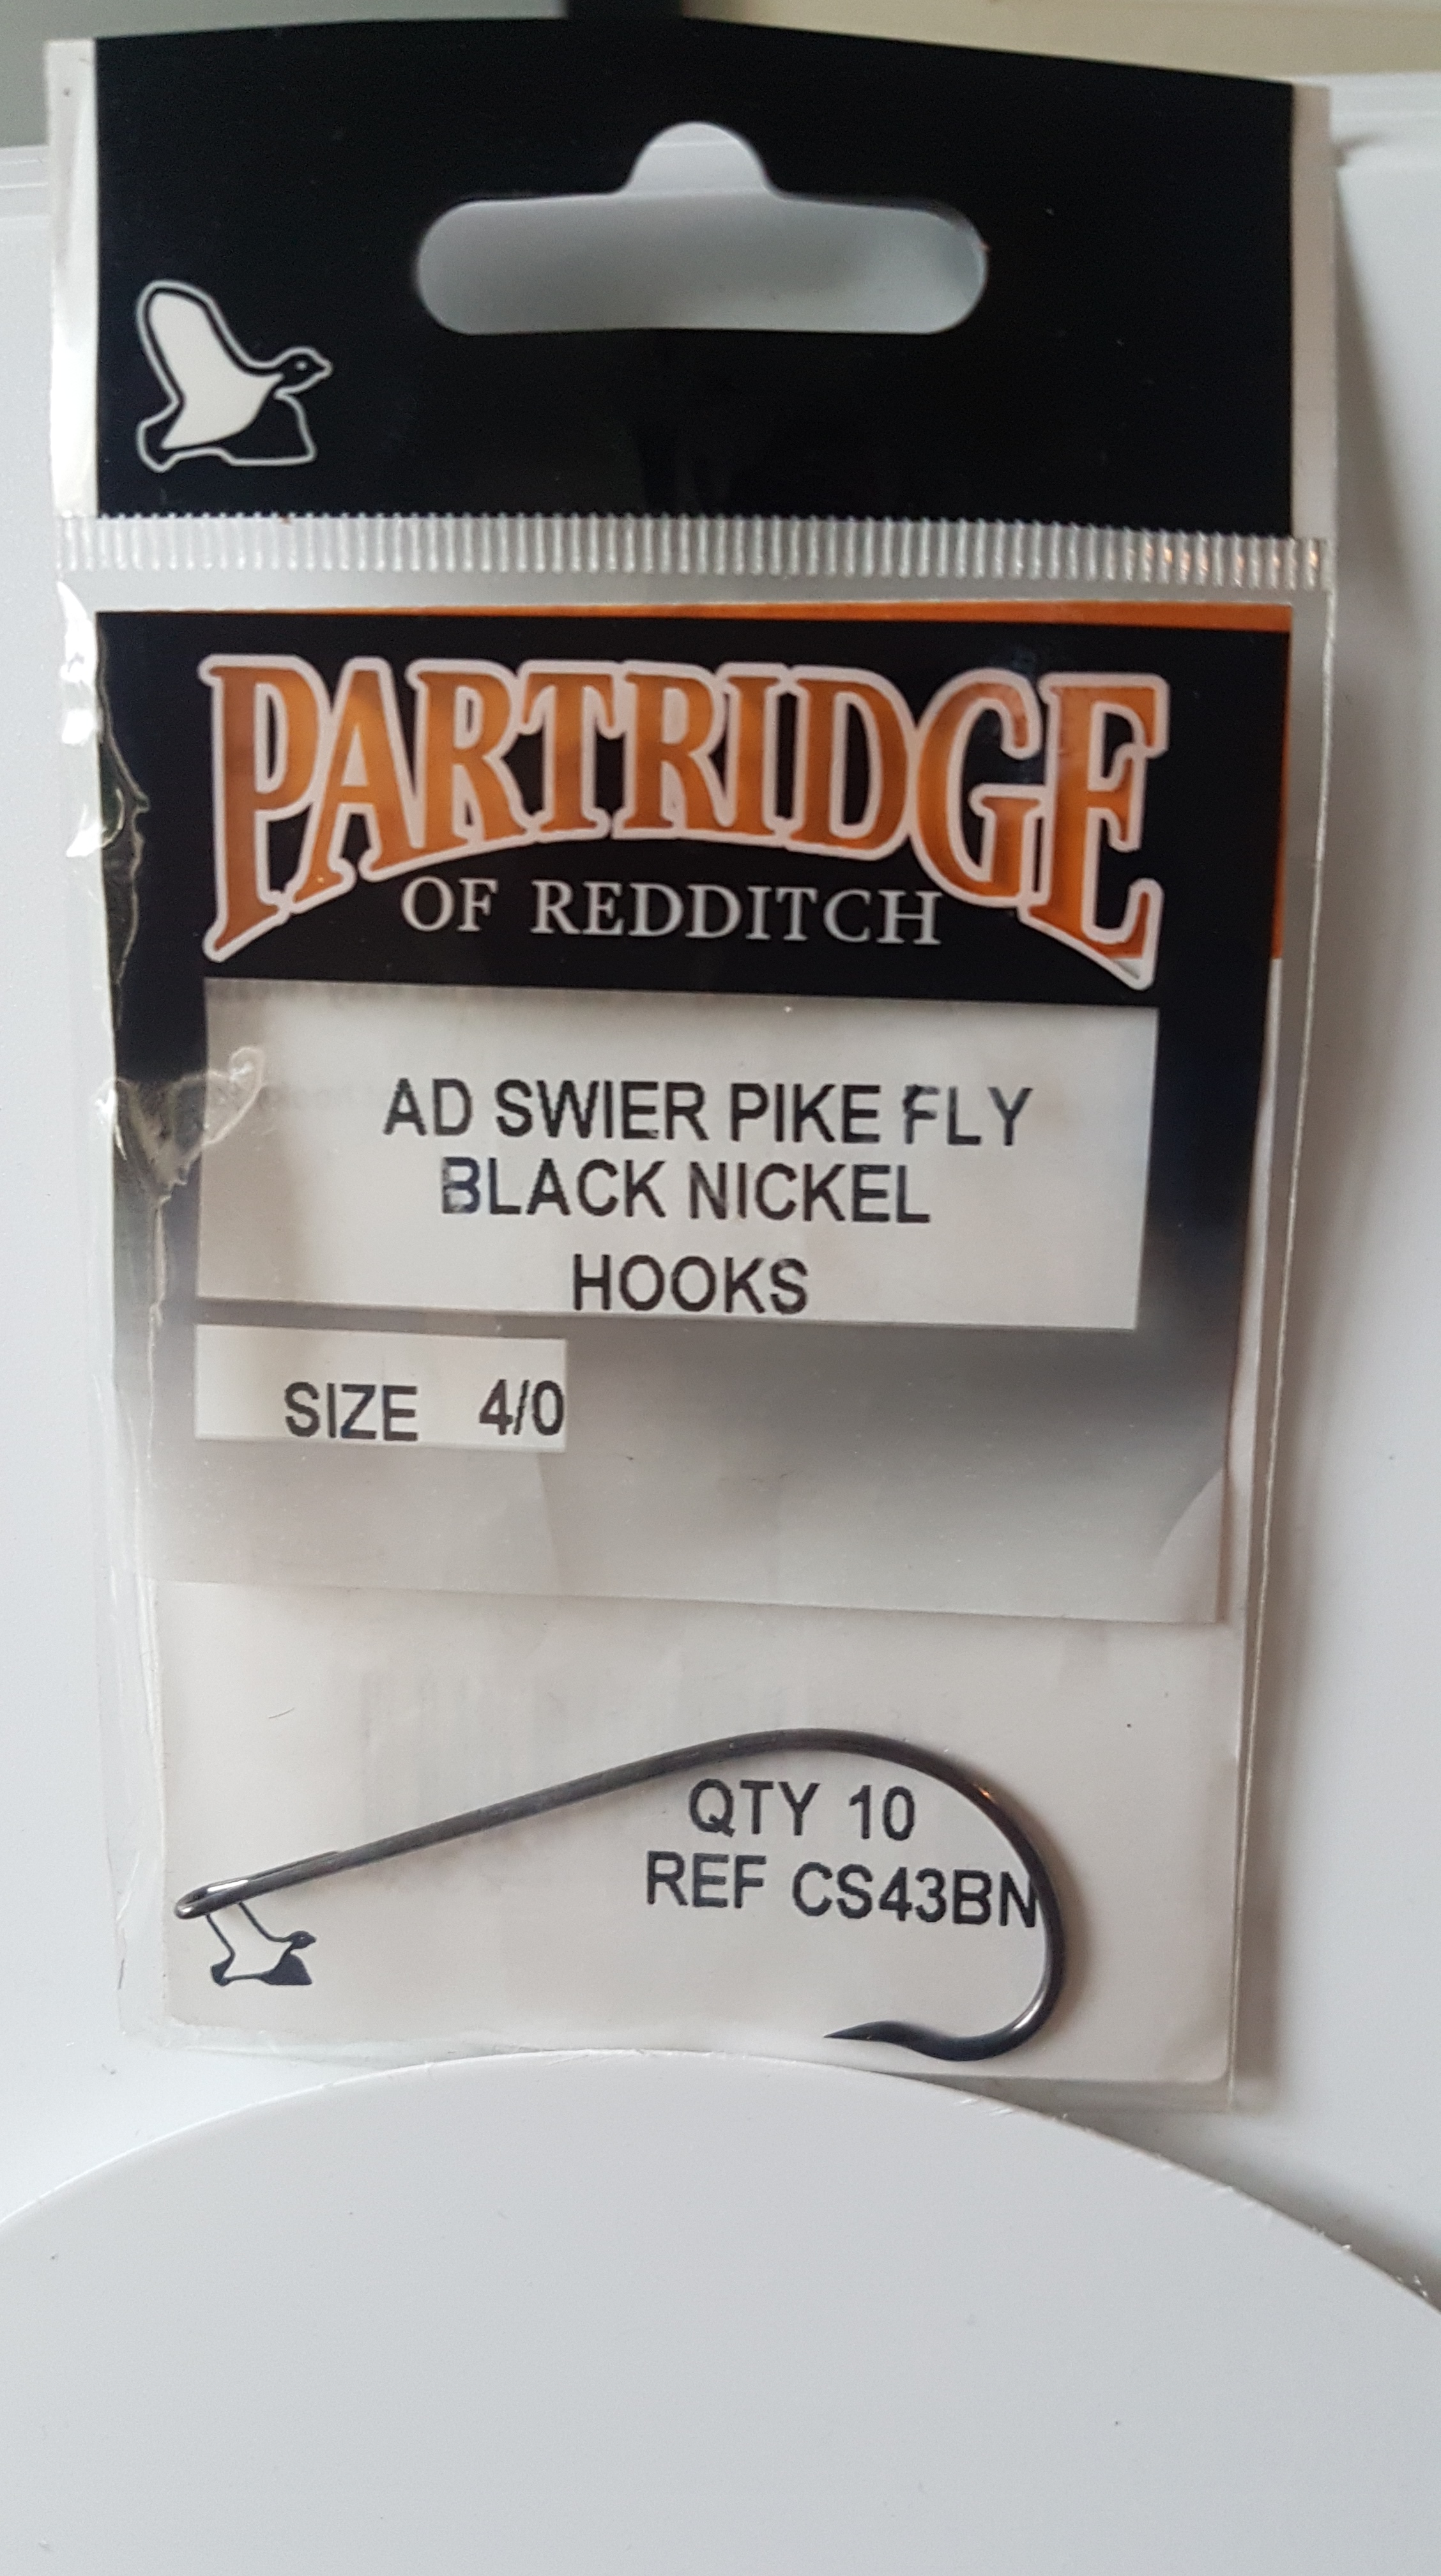 PARTRIDGE
OF REDDITCH
AD SWIER PIKE FLY
BLACK NICKEL
HOOKS
SIZE 4/0
QTY 10
REF CS43BN